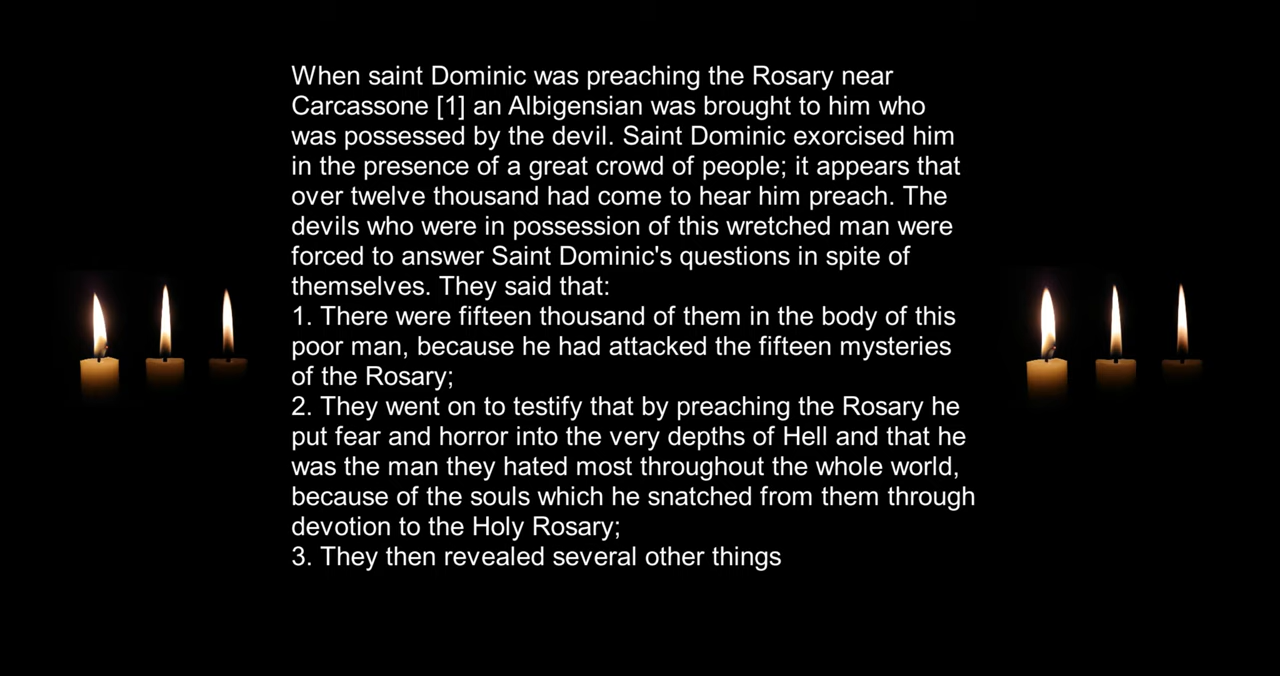 When saint Dominic was preaching the Rosary near
Carcassone [1] an Albigensian was brought to him who
was possessed by the devil. Saint Dominic exorcised him
in the presence of a great crowd of people; it appears that
over twelve thousand had come to hear him preach. The
devils who were in possession of this wretched man were
forced to answer Saint Dominic's questions in spite of
themselves. They said that:
1. There were fifteen thousand of them in the body of this
poor man, because he had attacked the fifteen mysteries
of the Rosary;
2. They went on to testify that by preaching the Rosary he
put fear and horror into the very depths of Hell and that he
was the man they hated most throughout the whole world,
because of the souls which he snatched from them through
devotion to the Holy Rosary;
3. They then revealed several other things